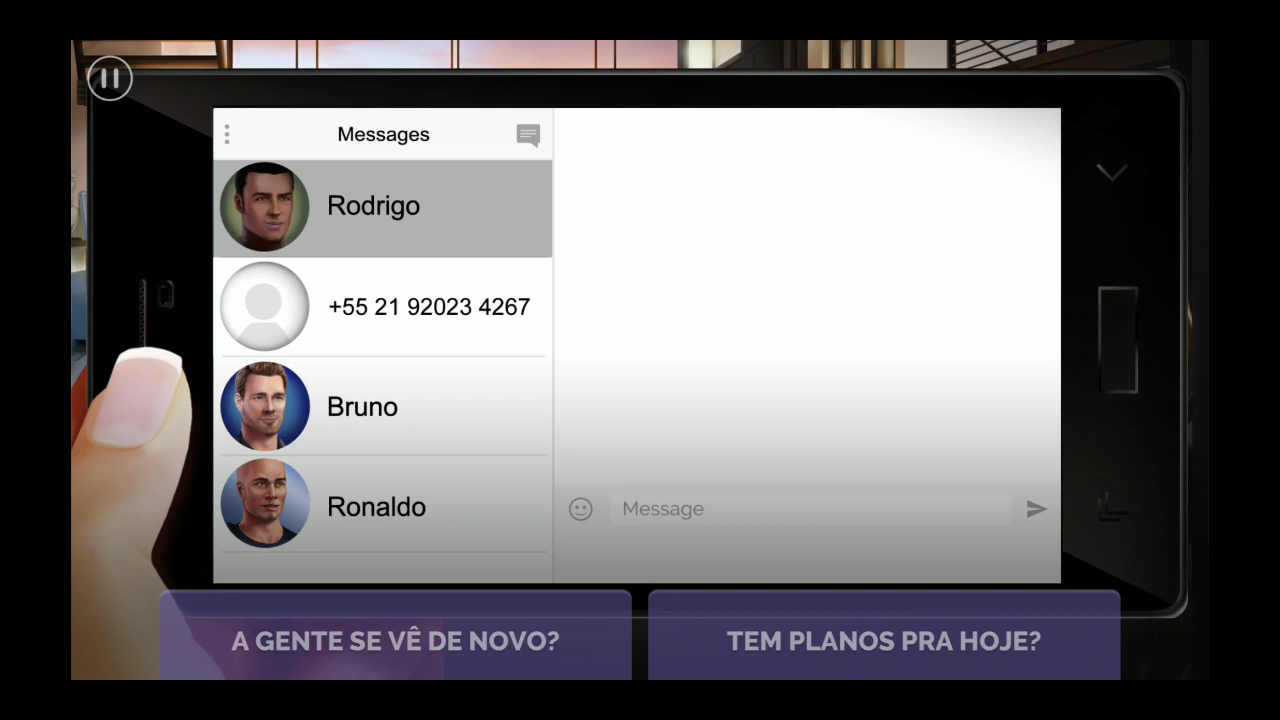 Messages
Rodrigo
+55 21 92023 4267
Bruno
Ronaldo
Message
A GENTE SE VÊ DE NOVO?
TEM PLANOS PRA HOJE?